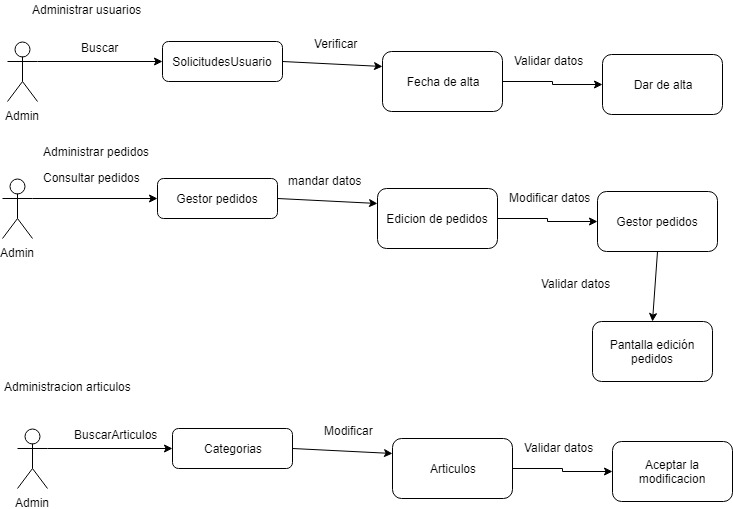 Administrar usuarios
Buscar
Verificar
Validar datos
SolicitudesUsuario
Fecha de alta
Dar de alta
Admin
Administrar pedidos
Consultar pedidos
mandar datos
Modificar datos
Gestor pedidos
Edicion de pedidos
Gestor pedidos
Admin
Validar datos
Pantalla edición
pedidos
Administracion articulos
BuscarArticulos
Modificar
Validar datos
Categorias
Articulos
Aceptar la
modificacion
Admin